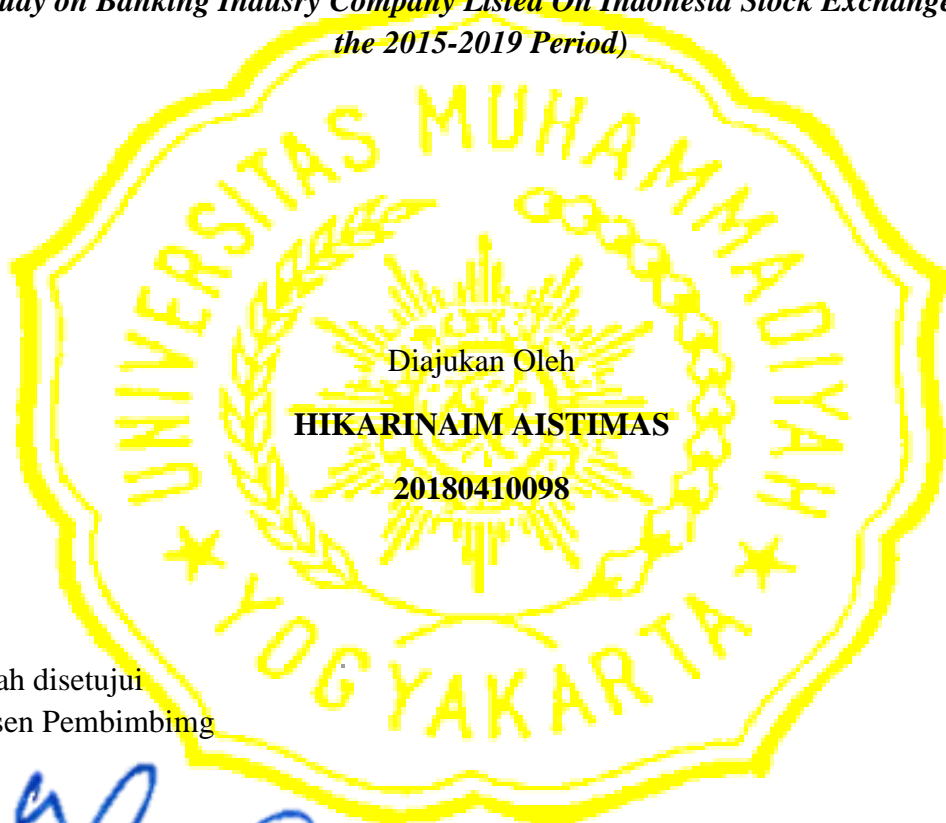 udy on Banking Indusry Company Listed On Indonesia Stock Exchange
the 2015-2019 Period)
UNIVERSITAS MUHAMMADIYAH
★ YOGYAKARTA ★
Diajukan Oleh
HIKARINAIM AISTIMAS
20180410098
ah disetujui
sen Pembimbimg